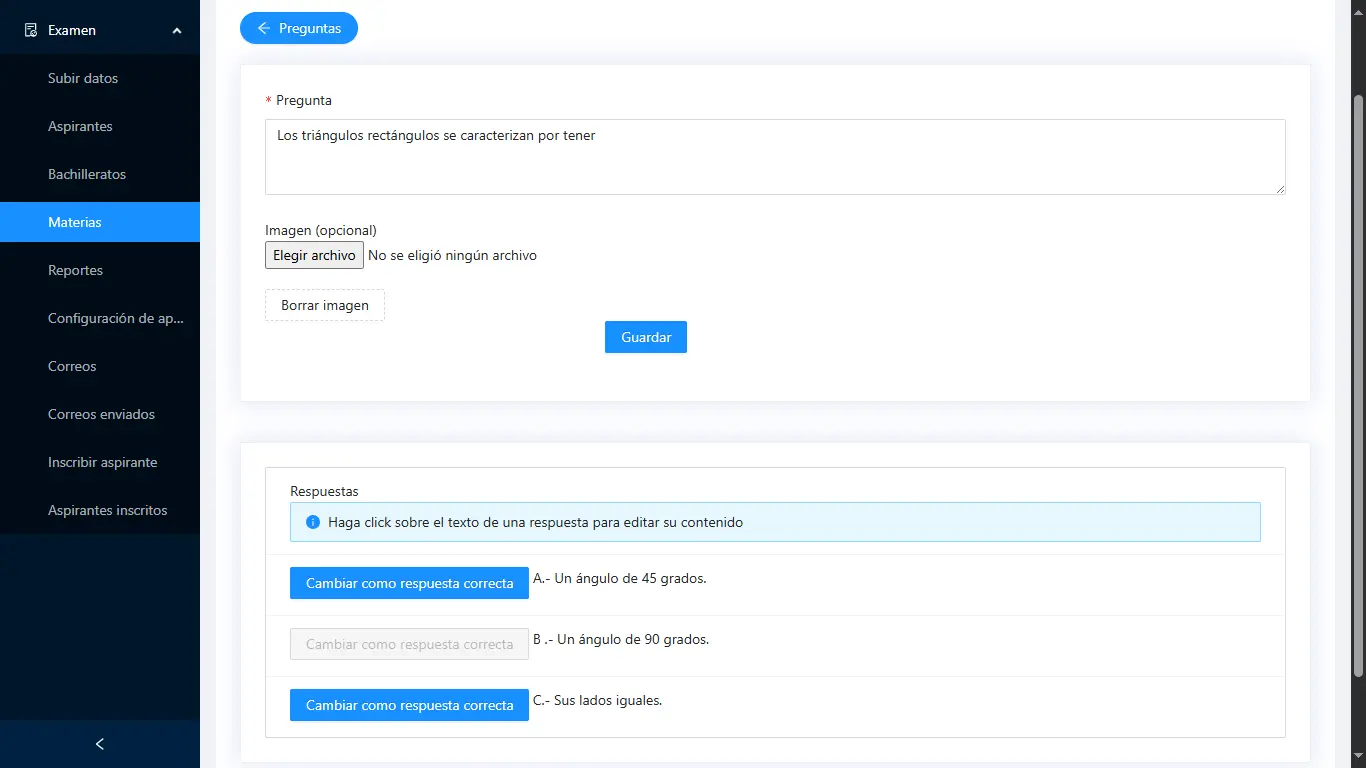 Examen
Subir datos
Aspirantes
Bachilleratos
Materias
Reportes
Configuración de ap...
Correos
Correos enviados
Inscribir aspirante
Aspirantes inscritos
Preguntas
* Pregunta
Los triángulos rectángulos se caracterizan por tener
Imagen (opcional)
Elegir archivo No se eligió ningún archivo
Borrar imagen
Guardar
Respuestas
Haga click sobre el texto de una respuesta para editar su contenido
Cambiar como respuesta correcta A.- Un ángulo de 45 grados.
Cambiar como respuesta correcta B .- Un ángulo de 90 grados.
Cambiar como respuesta correcta C.- Sus lados iguales.